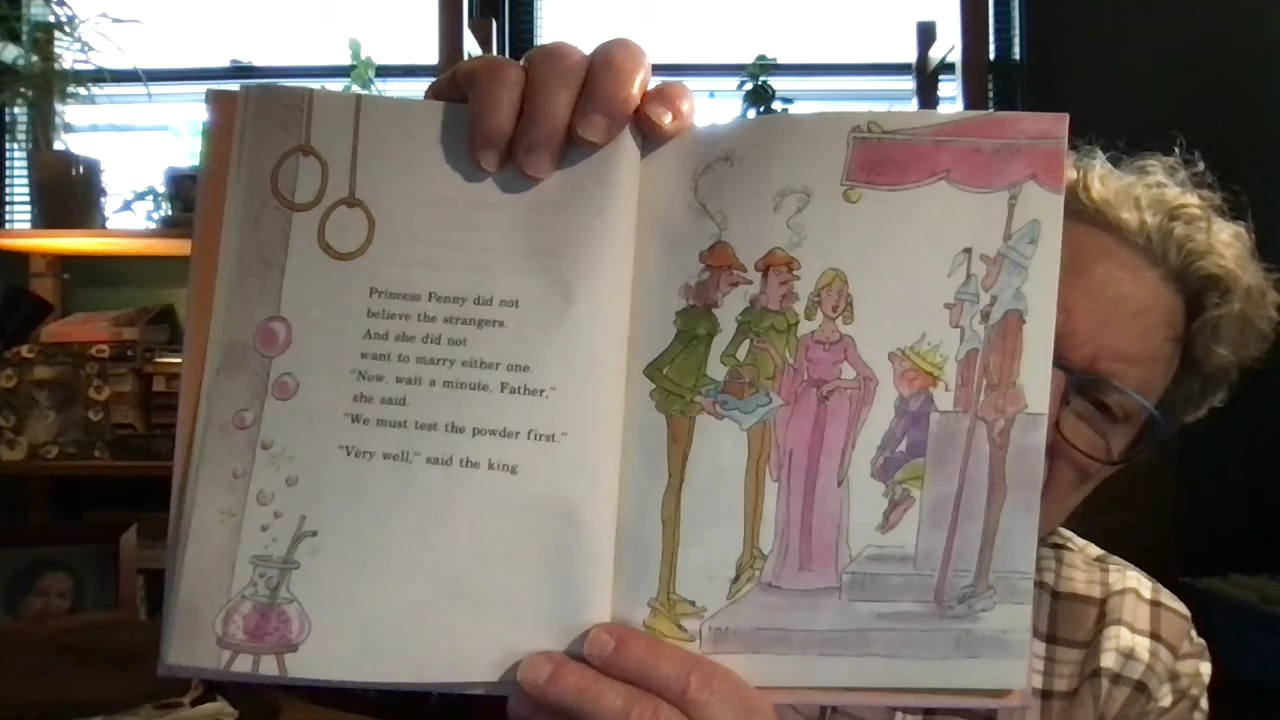 Princess Penny did not
believe the strangers.
And she did not
want to marry either one.
"Now, wait a minute, Father,"
she said.
"We must test the powder first."
"Very well," said the king.